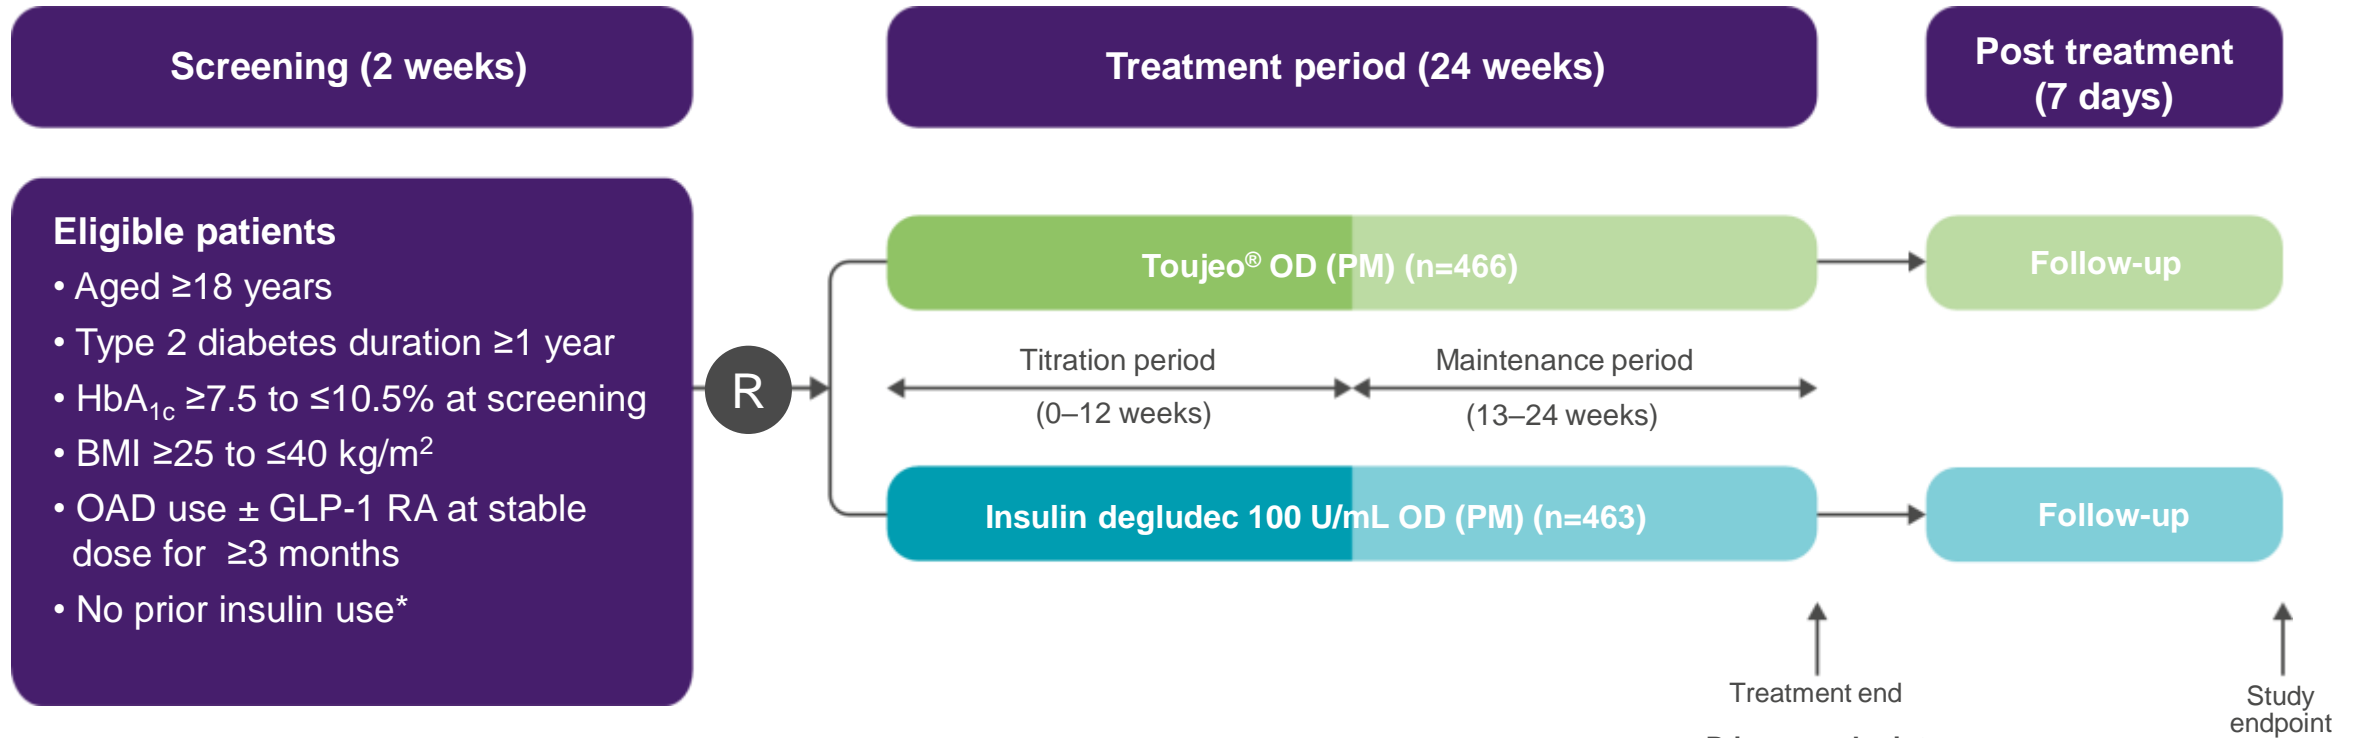 Screening (2 weeks)
Treatment period (24 weeks)
Post treatment
(7 days)
Eligible patients
• Aged ≥18 years
• Type 2 diabetes duration ≥1 year
• HbA1c ≥7.5 to ≤10.5% at screening
• BMI ≥25 to ≤40 kg/m²
• OAD use ± GLP-1 RA at stable
dose for ≥3 months
• No prior insulin use*
R
Toujeo® OD (PM) (n=466)
Follow-up
Titration period
(0–12 weeks)
Maintenance period
(13–24 weeks)
Insulin degludec 100 U/mL OD (PM) (n=463)
Follow-up
Treatment end
Study
endpoint